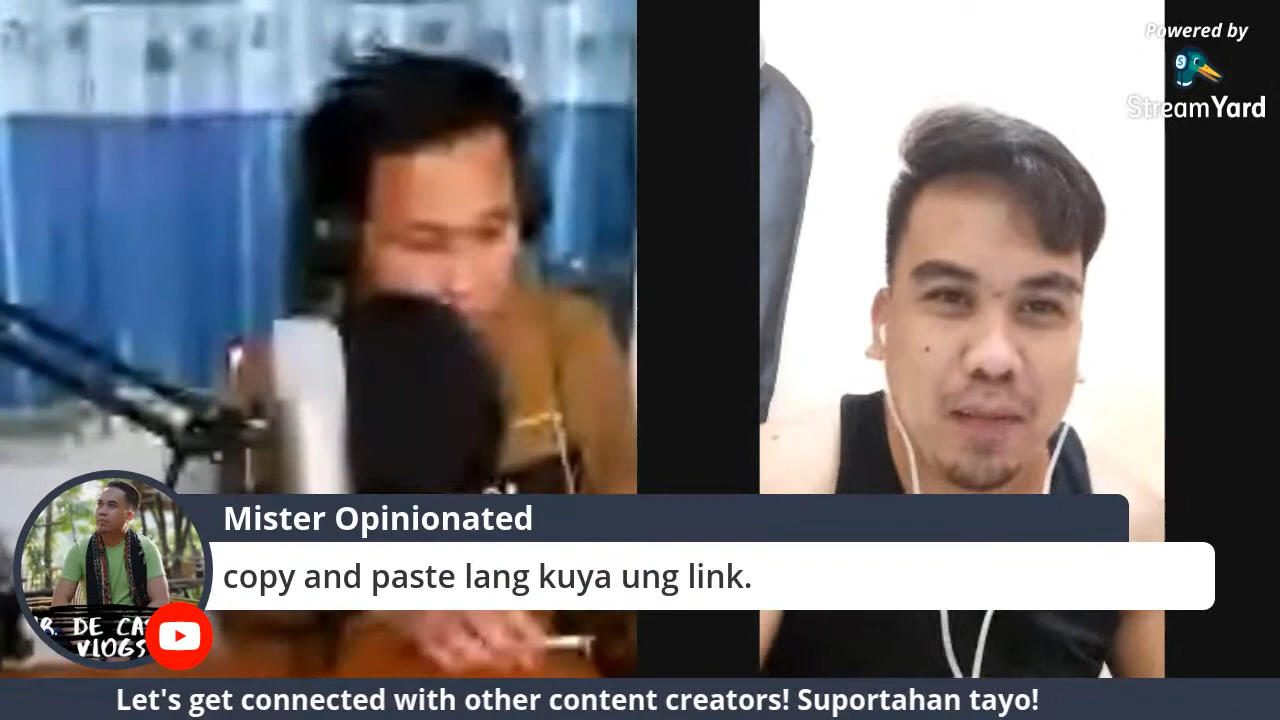 Powered by
StreamYard
Mister Opinionated
copy and paste lang kuya ung link.
DE
VLOGS
Let's get connected with other content creators! Suportahan tayo!